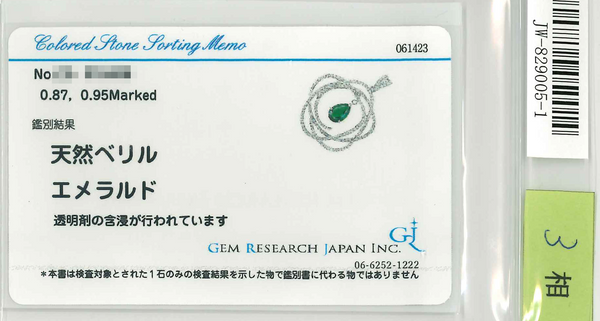 Colored Stone Sorting Memo
061423
No
0.87, 0.95Marked
鑑別結果
天然ベリル
エメラルド
透明剤の含浸が行われています
GEM RESEARCH JAPAN INC.
GJR
06-6252-1222
*本書は検査対象とされた1石のみの検査結果を示した物で鑑別書に代わる物ではありません
JW-829005-1
3相